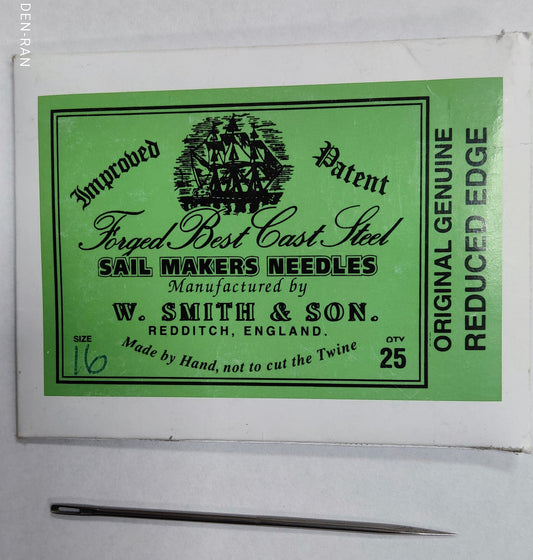 DEN-RAN
Improved
Patent
Forged Best Cast Steel
SAIL MAKERS NEEDLES
Manufactured by
W. SMITH & SON.
REDDITCH, ENGLAND.
Made by Hand, not to cut the Twine
SIZE
16
QTY
25
ORIGINAL GENUINE
REDUCED EDGE